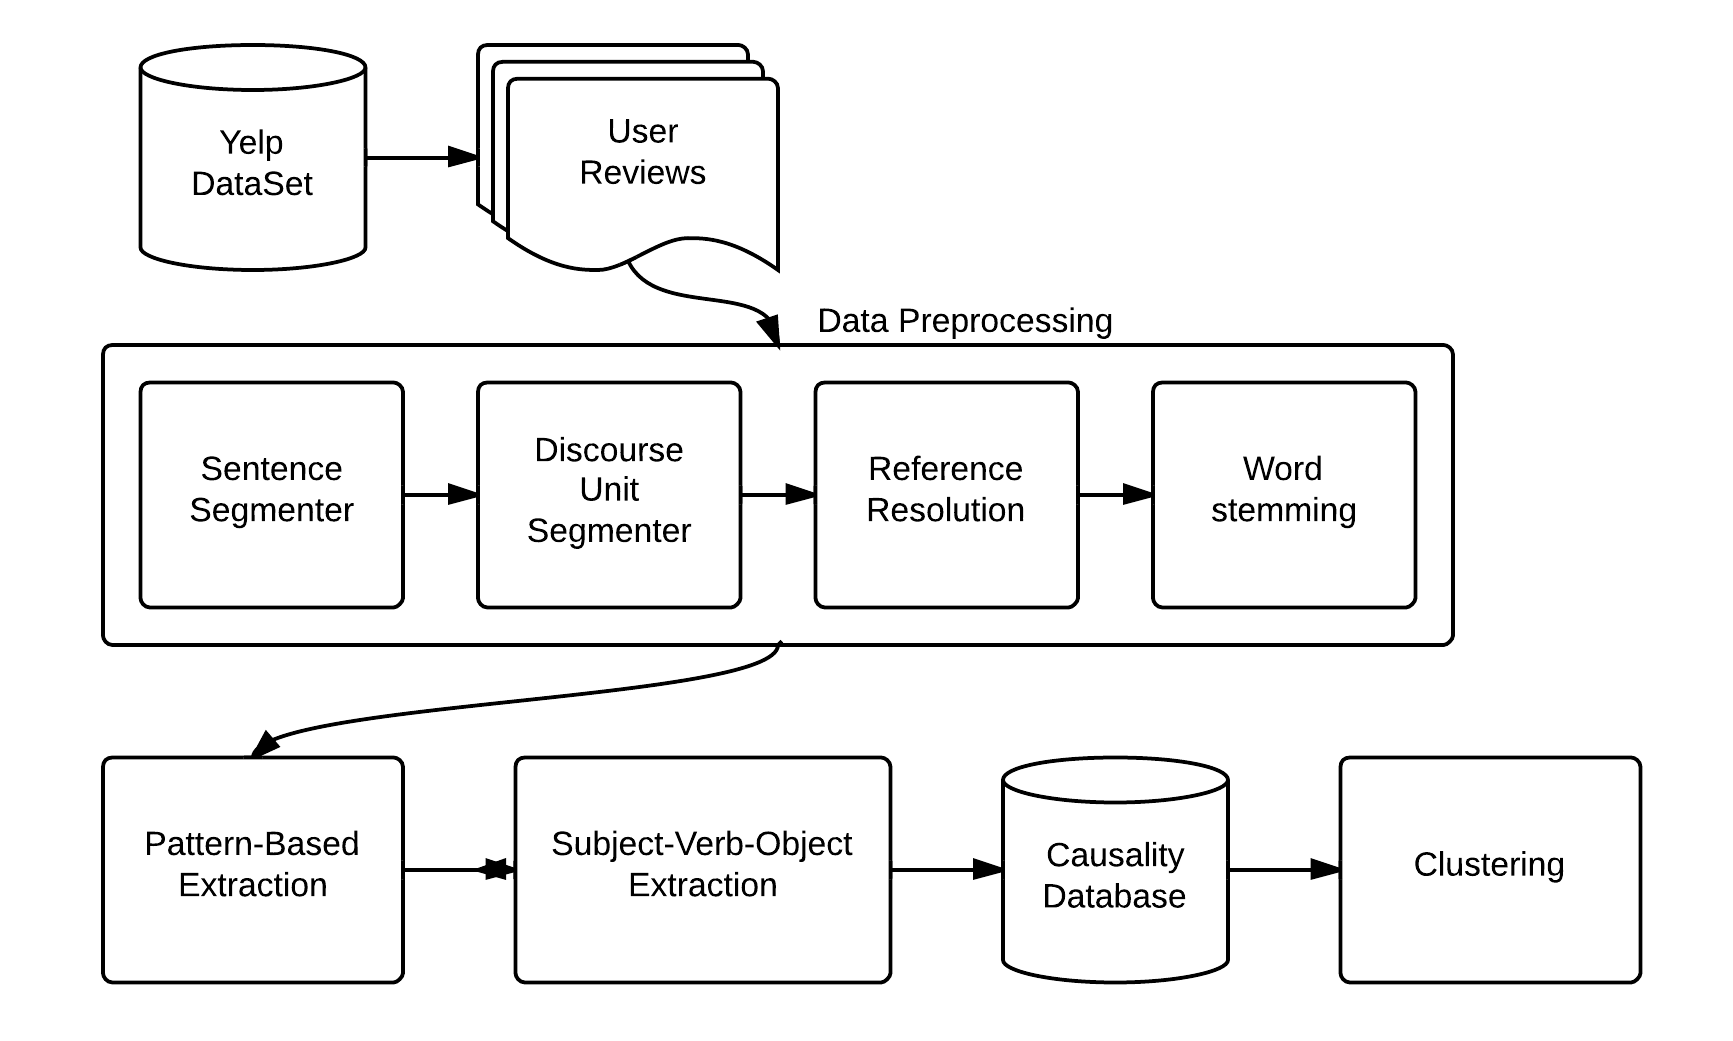 Yelp
DataSet
User
Reviews
Data Preprocessing
Sentence
Segmenter
Discourse
Unit
Segmenter
Reference
Resolution
Word
stemming
Pattern-Based
Extraction
Subject-Verb-Object
Extraction
Causality
Database
Clustering